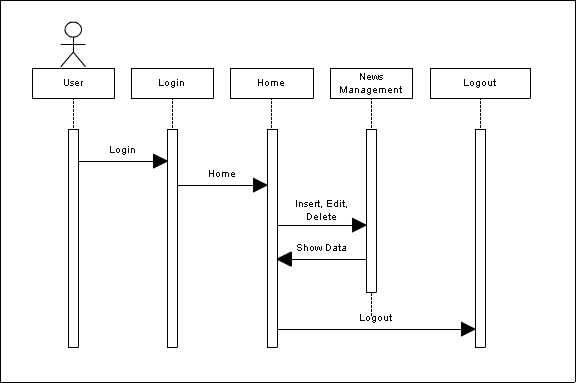 User
Login
Home
News
Management
Logout
Login
Home
Insert, Edit,
Delete
Show Data
Logout